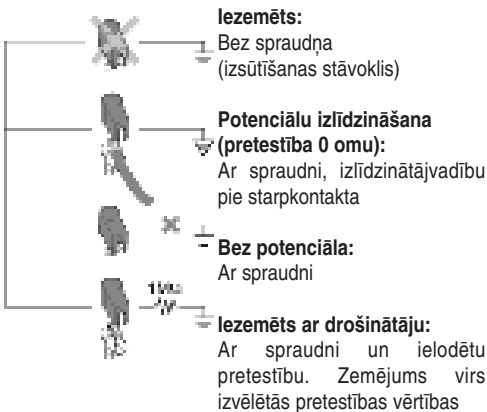 Iezemēts:
Bez spraudņa
(izsūtīšanas stāvoklis)
Potenciālu izlīdzināšana
(pretestība 0 omu):
Ar spraudni, izlīdzinātājvadību
pie starpkontakta
Bez potenciāla:
Ar spraudni
Iezemēts ar drošinātāju:
Ar spraudni un ielodētu
pretestību. Zemējums virs
izvēlētās pretestības vērtības